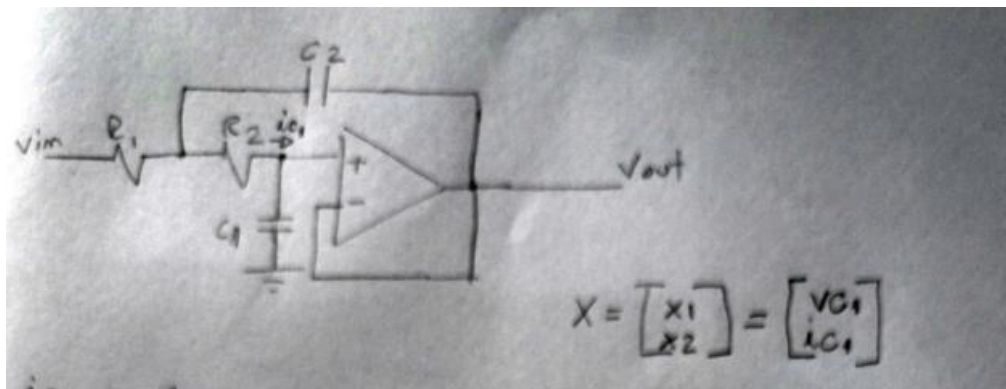 C2
Vin R1 R2 ic1
+
Vout
-
C1
X = [x1 x2] = [vc1 ic1]